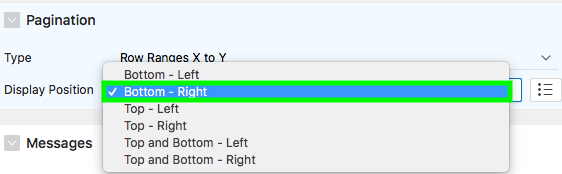 Pagination
Type Row Ranges X to Y
Display Position
Bottom - Left
✓ Bottom - Right
Top - Left
Top - Right
Top and Bottom - Left
Top and Bottom - Right
Messages